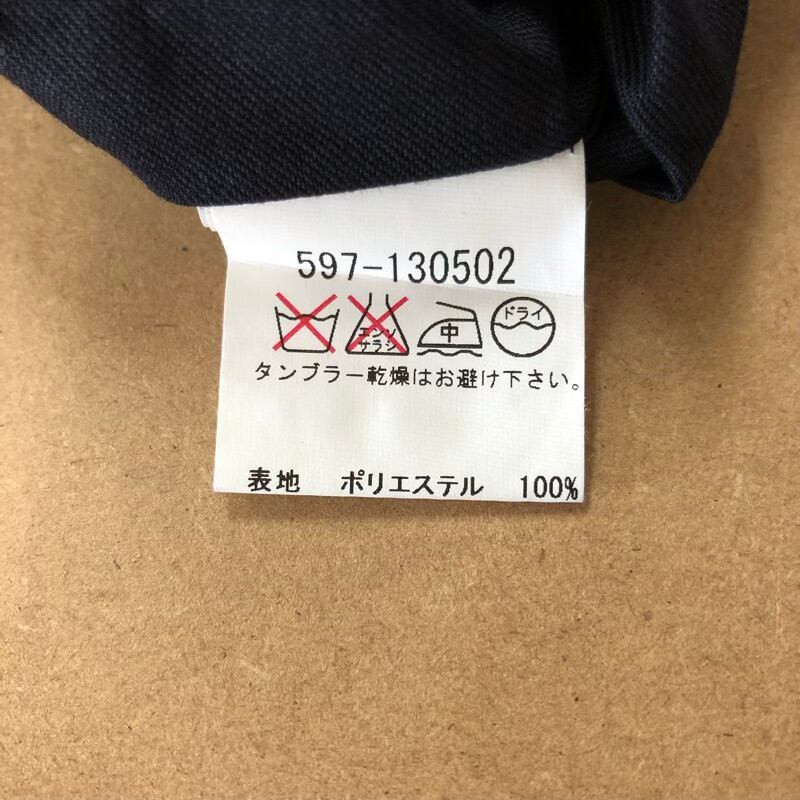 597-130502
エンソ サラシ 中 ドライ
タンブラー乾燥はお避け下さい。
表地 ポリエステル 100%